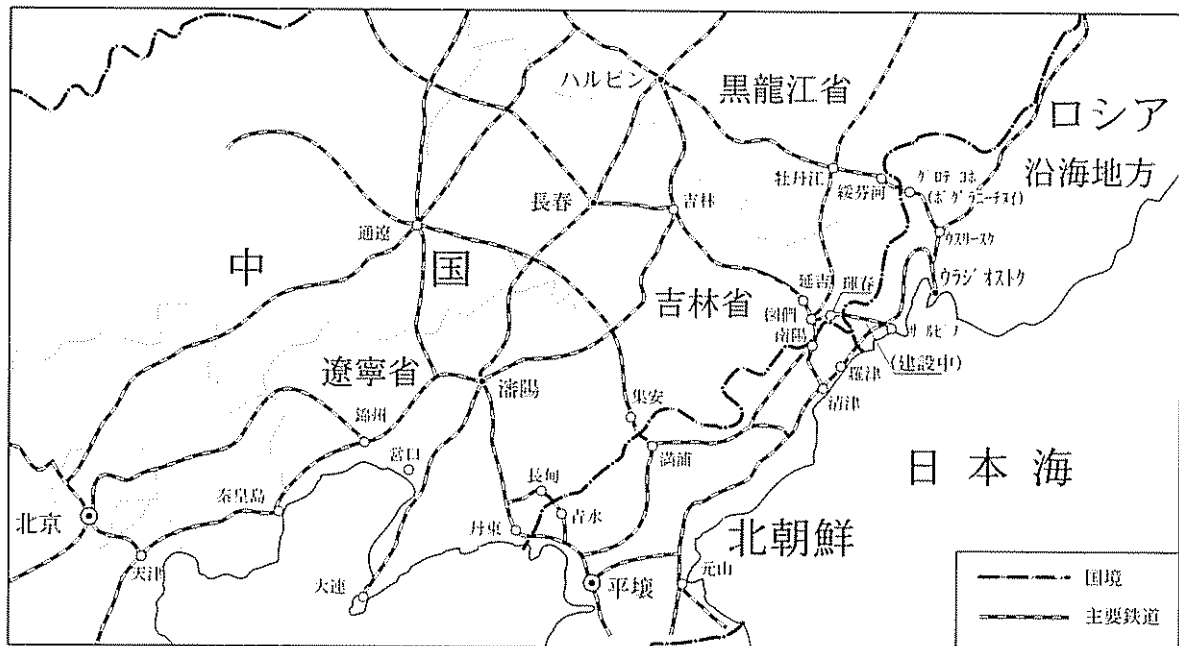 ハルビン
黒龍江省
ロシア
沿海地方
牡丹江
綏芬河
グロデコボ
(ポグラニーチヌイ)
長春
吉林
通遼
ウスリースク
中国
ウラジオストク
延吉
琿春
吉林省
図們
南陽
(建設中)
遼寧省
瀋陽
羅津
清津
集安
錦州
満浦
営口
日本海
長甸
秦皇島
北京
青水
丹東
北朝鮮
天津
大連
平壌
元山
国境
主要鉄道